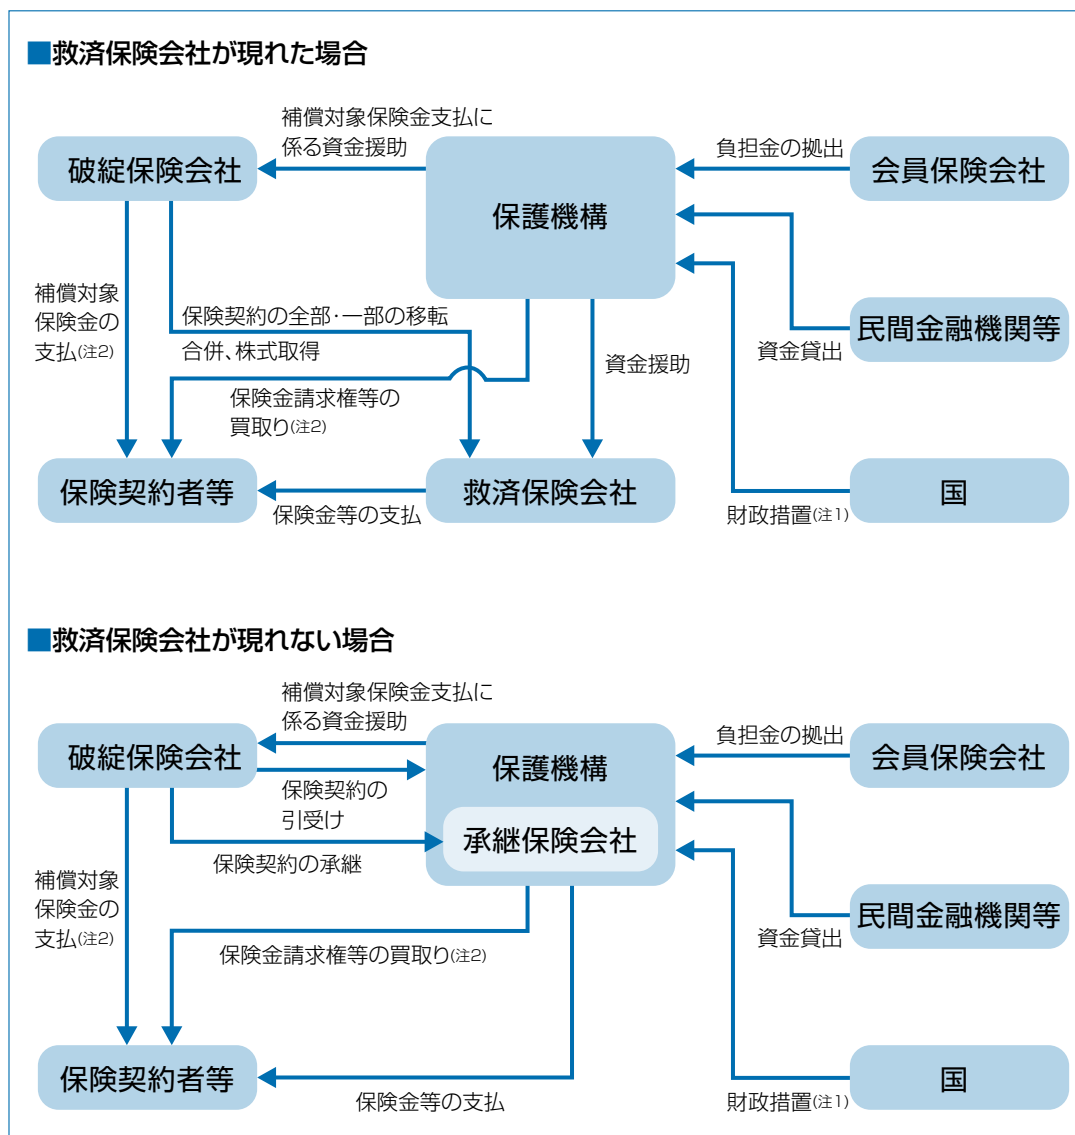 ■救済保険会社が現れた場合
補償対象保険金支払に
係る資金援助
負担金の拠出
破綻保険会社
保護機構
会員保険会社
補償対象
保険金の
支払(注2)
保険契約の全部・一部の移転
合併、株式取得
保険金請求権等の
買取り(注2)
資金援助
民間金融機関等
資金貸出
保険契約者等
保険金等の支払
救済保険会社
国
財政措置(注1)
■救済保険会社が現れない場合
補償対象保険金支払に
係る資金援助
負担金の拠出
破綻保険会社
保護機構
会員保険会社
保険契約の
引受け
承継保険会社
保険契約の承継
補償対象
保険金の
支払(注2)
民間金融機関等
資金貸出
保険金請求権等の買取り(注2)
保険契約者等
保険金等の支払
国
財政措置(注1)